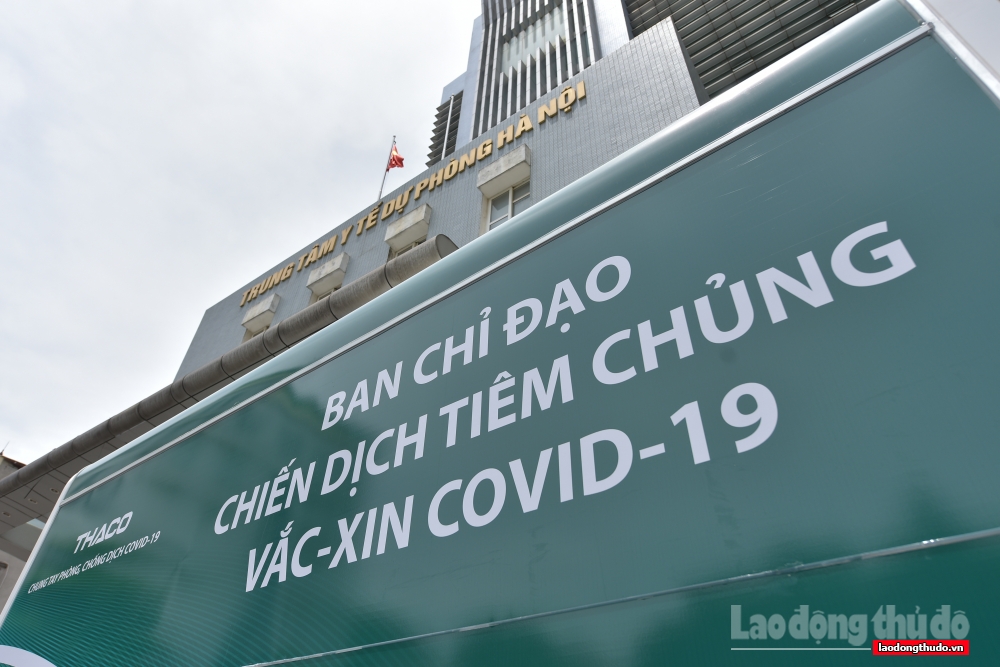 TRUNG TÂM Y TẾ DỰ PHÒNG HÀ NỘI
BAN CHỈ ĐẠO
CHIẾN DỊCH TIÊM CHỦNG
VẮC-XIN COVID-19
THACO
CHUNG TAY PHÒNG, CHỐNG DỊCH COVID-19
Lao động thủ đô
laodongthudo.vn